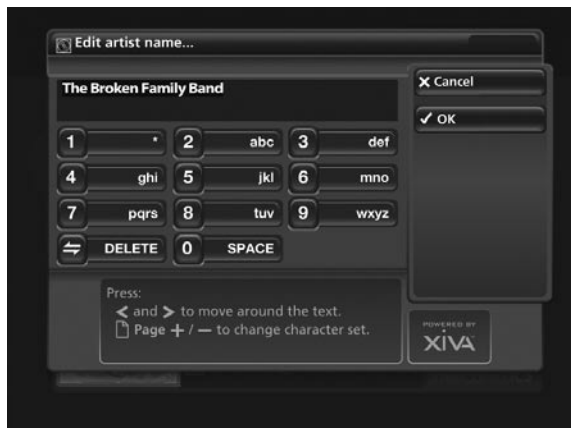 Edit artist name...
The Broken Family Band
Cancel
OK
1 * 2 abc 3 def
4 ghi 5 jkl 6 mno
7 pqrs 8 tuv 9 wxyz
DELETE 0 SPACE
Press:
< and > to move around the text.
Page + / — to change character set.
POWERED BY
XiVA